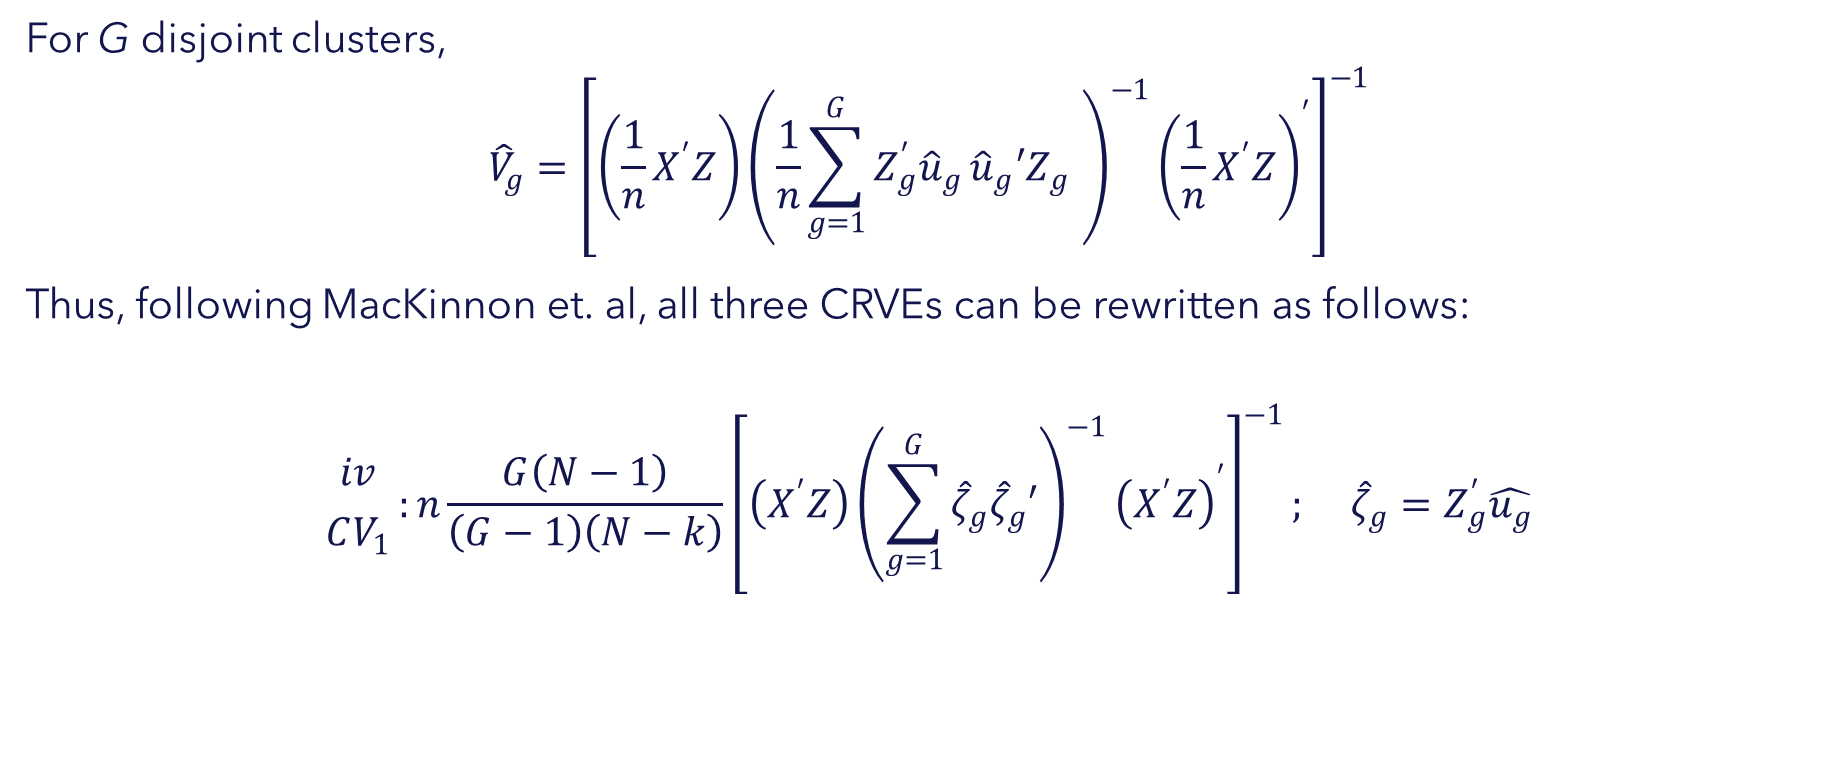 For G disjoint clusters,
V̂_g = [(1/n X′Z)(1/n ∑_{g=1}^{G} Z′_g û_g û_g′Z_g)^{−1} (1/n X′Z)′]^{−1}
Thus, following MacKinnon et. al, all three CRVEs can be rewritten as follows:
iv CV₁ : n G(N − 1)/(G − 1)(N − k) [(X′Z)(∑_{g=1}^{G} ζ̂_g ζ̂_g′)^{−1} (X′Z)′]^{−1} ; ζ̂_g = Z′_g û_g